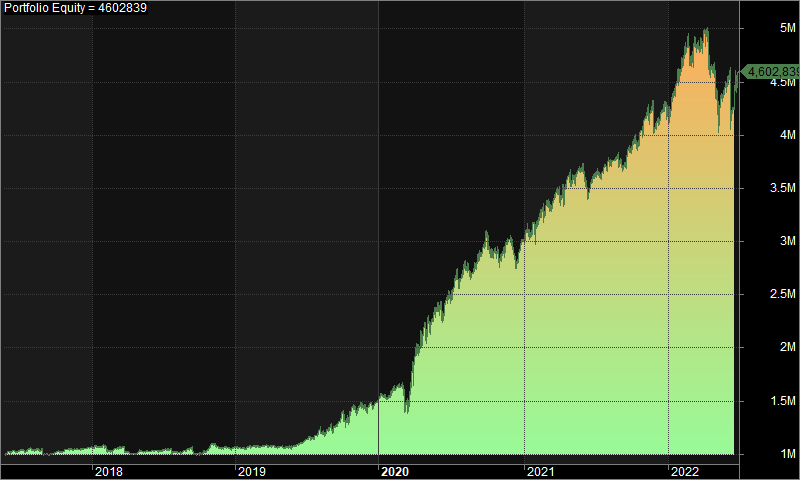 Portfolio Equity = 4602839
5M
4,602,839
4.5M
4M
3.5M
3M
2.5M
2M
1.5M
1M
2018 2019 2020 2021 2022